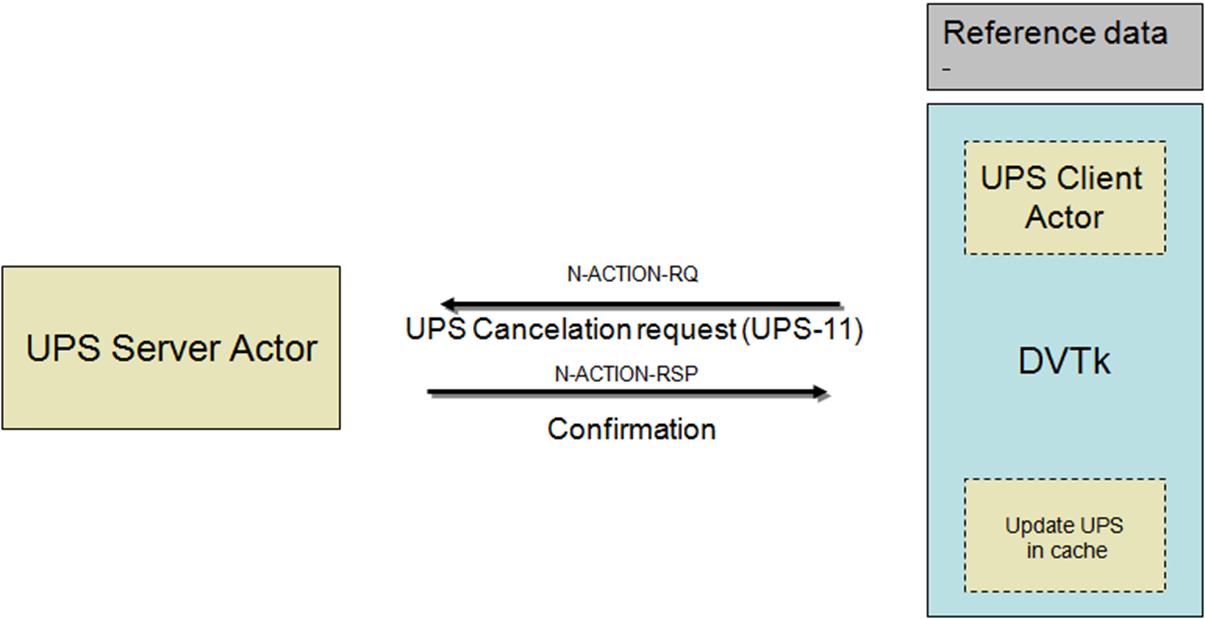 Reference data
-
UPS Client
Actor
N-ACTION-RQ
UPS Cancelation request (UPS-11)
UPS Server Actor
DVTk
N-ACTION-RSP
Confirmation
Update UPS
in cache